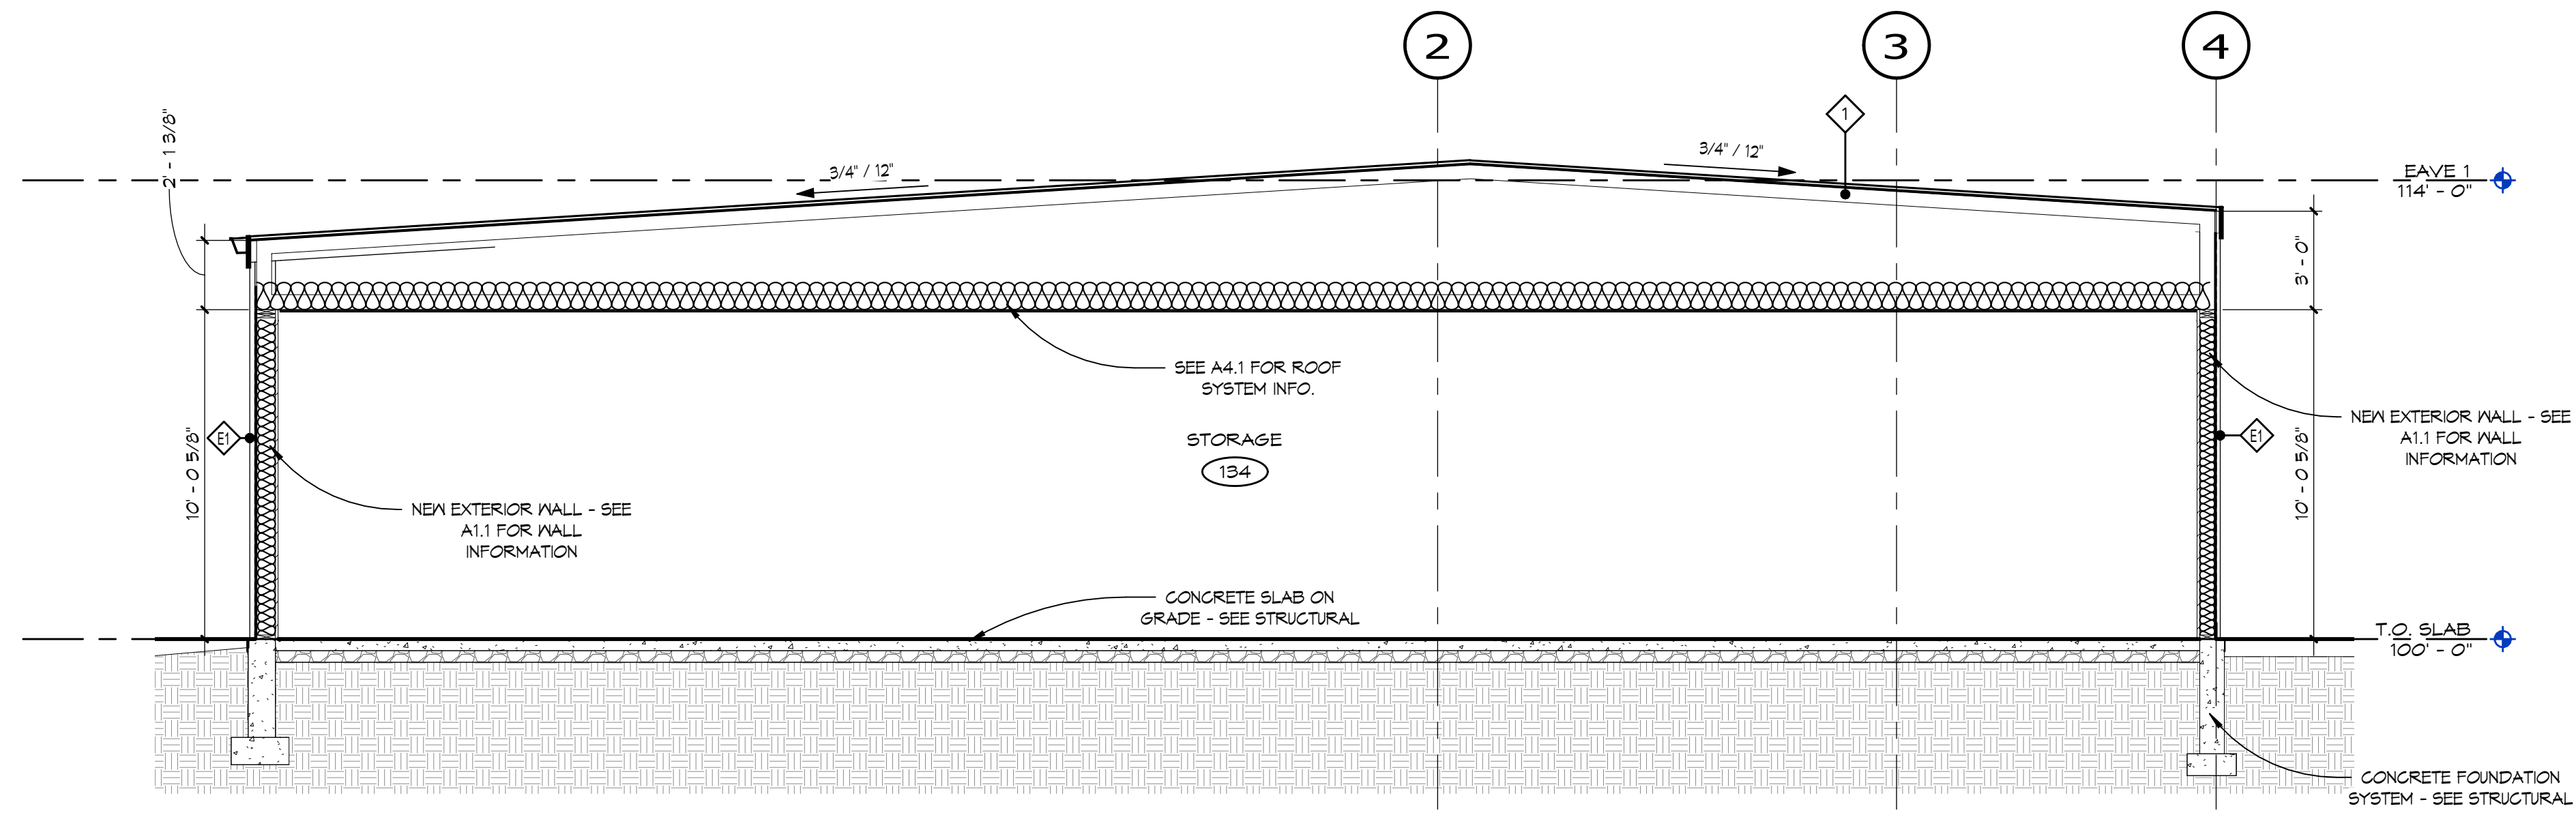 2
3
4
1
2' - 1 3/8"
3/4" / 12"
3/4" / 12"
EAVE 1
114' - 0"
3' - 0"
SEE A4.1 FOR ROOF
SYSTEM INFO.
STORAGE
134
E1
10' - 0 5/8"
NEW EXTERIOR WALL - SEE
A1.1 FOR WALL
INFORMATION
E1
10' - 0 5/8"
NEW EXTERIOR WALL - SEE
A1.1 FOR WALL
INFORMATION
CONCRETE SLAB ON
GRADE - SEE STRUCTURAL
T.O. SLAB
100' - 0"
CONCRETE FOUNDATION
SYSTEM - SEE STRUCTURAL